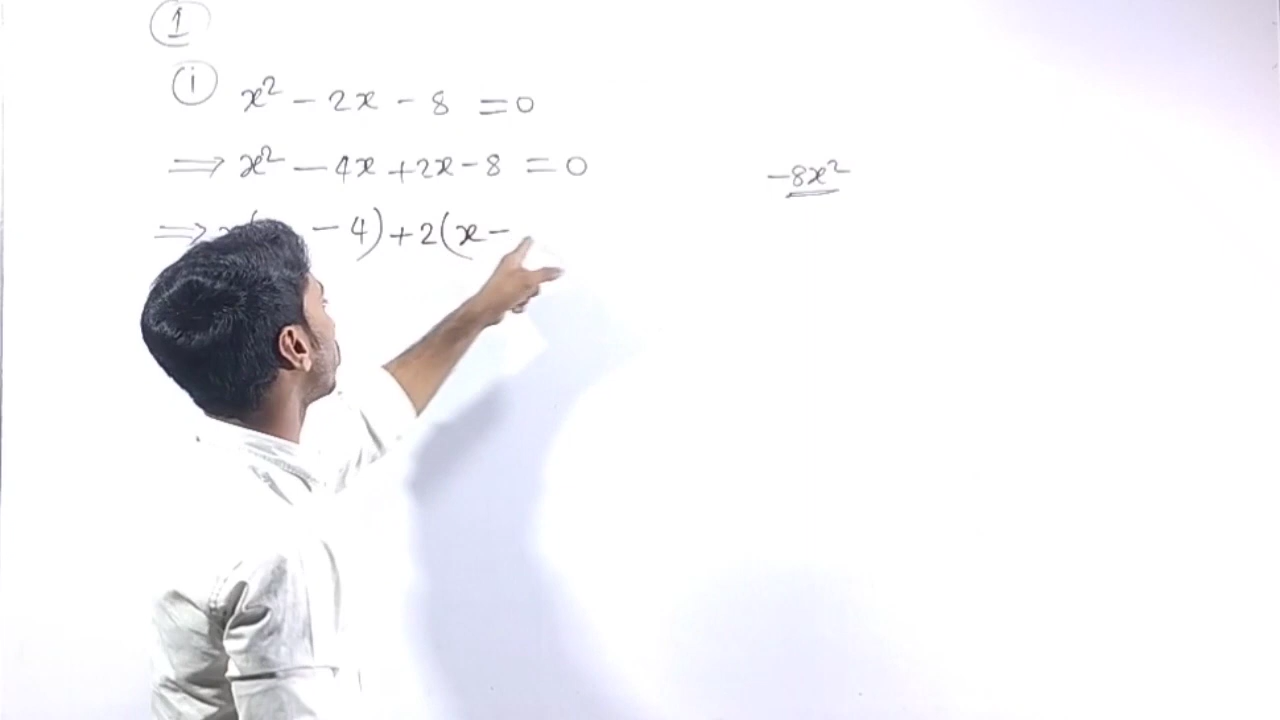 1
(i) x² - 2x - 8 = 0
⟹ x² - 4x + 2x - 8 = 0
-8x²
⟹ - 4) + 2(x -